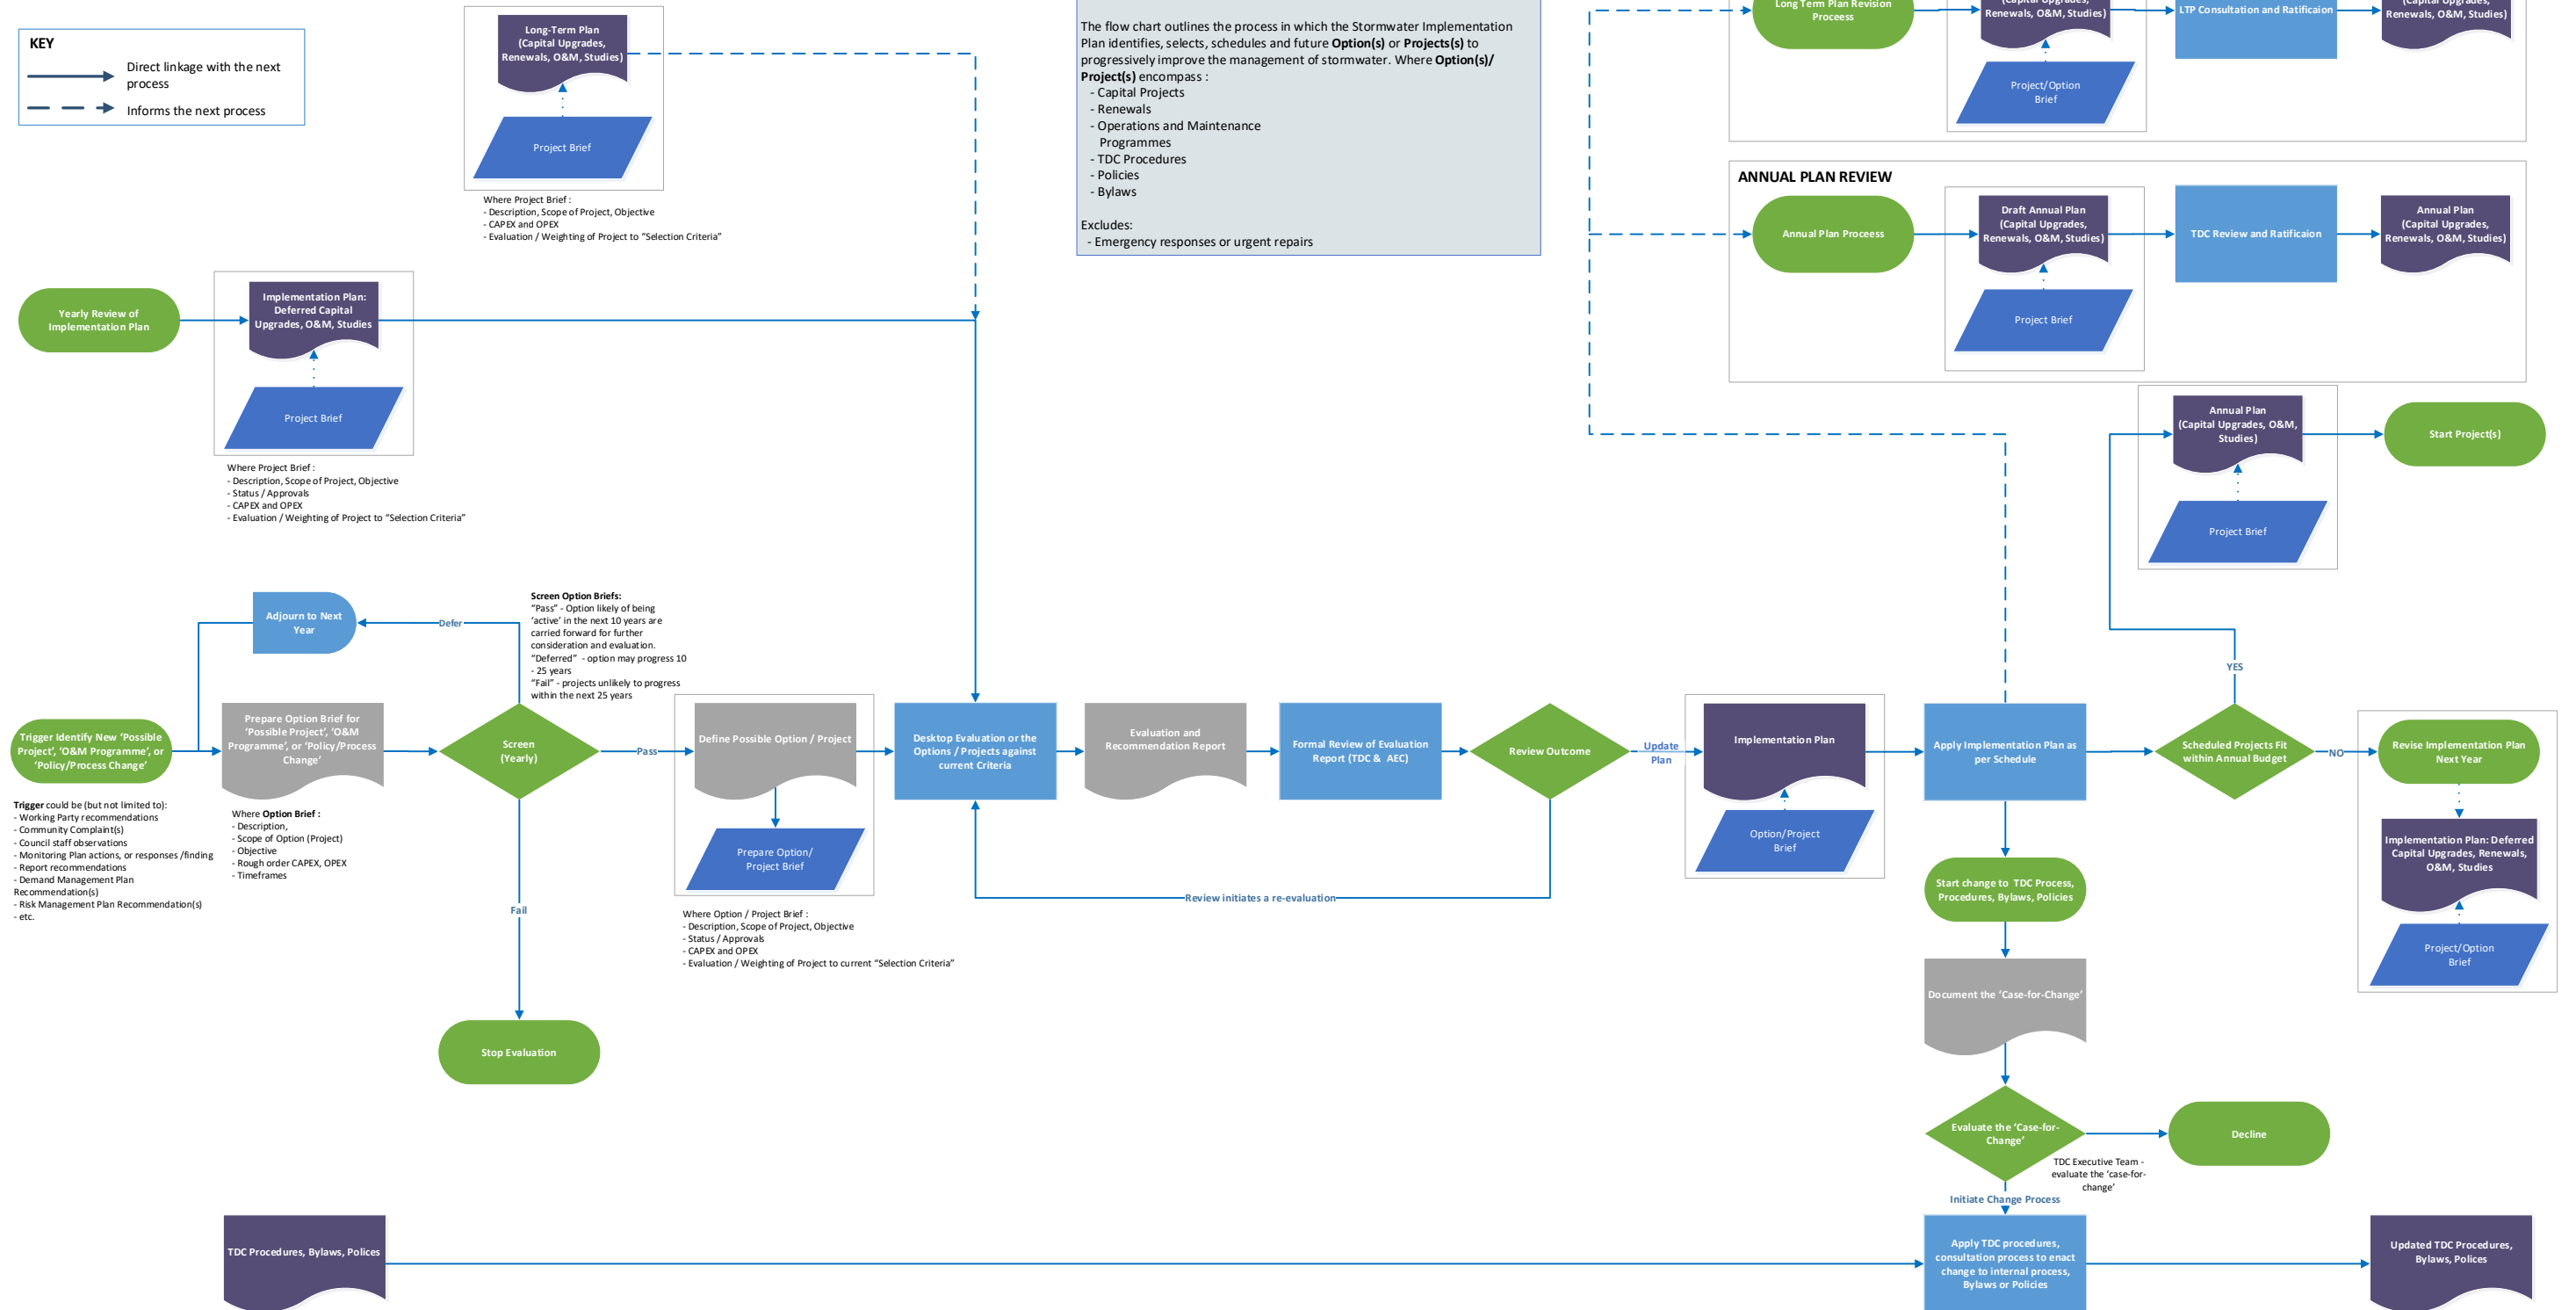 KEY
Direct linkage with the next
process
Informs the next process
Long-Term Plan
(Capital Upgrades,
Renewals, O&M, Studies)
Project Brief
Where Project Brief :
- Description, Scope of Project, Objective
- CAPEX and OPEX
- Evaluation / Weighting of Project to “Selection Criteria”
The flow chart outlines the process in which the Stormwater Implementation
Plan identifies, selects, schedules and future Option(s) or Projects(s) to
progressively improve the management of stormwater. Where Option(s)/
Project(s) encompass :
- Capital Projects
- Renewals
- Operations and Maintenance
Programmes
- TDC Procedures
- Policies
- Bylaws
Excludes:
- Emergency responses or urgent repairs
Long Term Plan Revision
Proceess
(Capital Upgrades,
Renewals, O&M, Studies)
Project/Option
Brief
LTP Consultation and Ratificaion
(Capital Upgrades,
Renewals, O&M, Studies)
ANNUAL PLAN REVIEW
Annual Plan Proceess
Draft Annual Plan
(Capital Upgrades,
Renewals, O&M, Studies)
Project Brief
TDC Review and Ratificaion
Annual Plan
(Capital Upgrades,
Renewals, O&M, Studies)
Yearly Review of
Implementation Plan
Implementation Plan:
Deferred Capital
Upgrades, O&M, Studies
Project Brief
Where Project Brief :
- Description, Scope of Project, Objective
- Status / Approvals
- CAPEX and OPEX
- Evaluation / Weighting of Project to “Selection Criteria”
Annual Plan
(Capital Upgrades, O&M,
Studies)
Project Brief
Start Project(s)
Adjourn to Next
Year
Defer
Screen Option Briefs:
“Pass” - Option likely of being
‘active’ in the next 10 years are
carried forward for further
consideration and evaluation.
“Deferred” - option may progress 10
- 25 years
“Fail” - projects unlikely to progress
within the next 25 years
Trigger Identify New ‘Possible
Project’, ‘O&M Programme’, or
‘Policy/Process Change’
Trigger could be (but not limited to):
- Working Party recommendations
- Community Complaint(s)
- Council staff observations
- Monitoring Plan actions, or responses /finding
- Report recommendations
- Demand Management Plan
Recommendation(s)
- Risk Management Plan Recommendation(s)
- etc.
Prepare Option Brief for
‘Possible Project’, ‘O&M
Programme’, or ‘Policy/Process
Change’
Where Option Brief :
- Description,
- Scope of Option (Project)
- Objective
- Rough order CAPEX, OPEX
- Timeframes
Screen
(Yearly)
Pass
Fail
Stop Evaluation
Define Possible Option / Project
Prepare Option/
Project Brief
Where Option / Project Brief :
- Description, Scope of Project, Objective
- Status / Approvals
- CAPEX and OPEX
- Evaluation / Weighting of Project to current “Selection Criteria”
Desktop Evaluation or the
Options / Projects against
current Criteria
Evaluation and
Recommendation Report
Formal Review of Evaluation
Report (TDC & AEC)
Review Outcome
Review initiates a re-evaluation
Update
Plan
Implementation Plan
Option/Project
Brief
Apply Implementation Plan as
per Schedule
Scheduled Projects Fit
within Annual Budget
YES
NO
Revise Implementation Plan
Next Year
Implementation Plan: Deferred
Capital Upgrades, Renewals,
O&M, Studies
Project/Option
Brief
Start change to TDC Process,
Procedures, Bylaws, Policies
Document the ‘Case-for-Change’
Evaluate the ‘Case-for-
Change’
Decline
TDC Executive Team -
evaluate the ‘case-for-
change’
Initiate Change Process
TDC Procedures, Bylaws, Polices
Apply TDC procedures,
consultation process to enact
change to internal process,
Bylaws or Policies
Updated TDC Procedures,
Bylaws, Polices